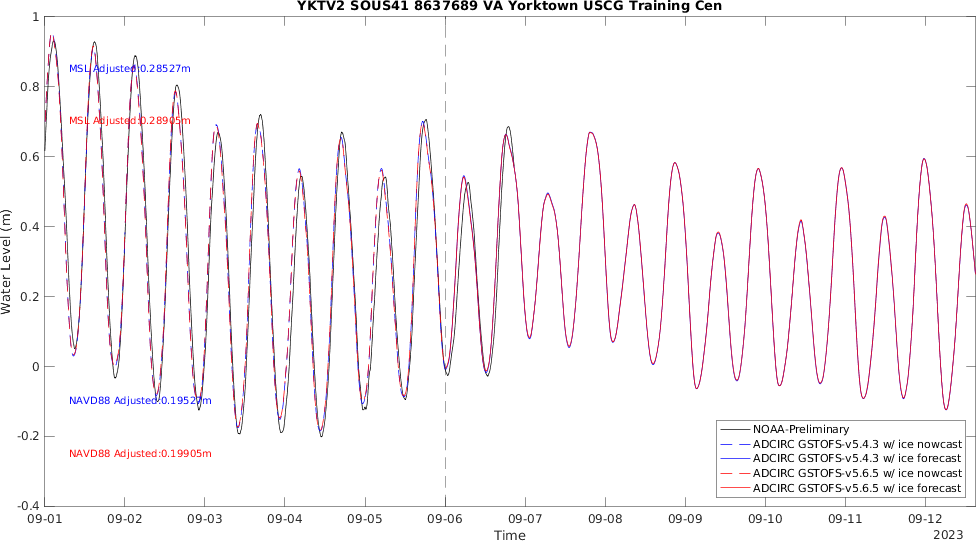 YKTV2 SOUS41 8637689 VA Yorktown USCG Training Cen
1
0.8
0.6
0.4
0.2
0
-0.2
-0.4
Water Level (m)
MSL Adjusted:0.28527m
MSL Adjusted:0.28905m
NAVD88 Adjusted:0.19527m
NAVD88 Adjusted:0.19905m
NOAA-Preliminary
ADCIRC GSTOFS-v5.4.3 w/ ice nowcast
ADCIRC GSTOFS-v5.4.3 w/ ice forecast
ADCIRC GSTOFS-v5.6.5 w/ ice nowcast
ADCIRC GSTOFS-v5.6.5 w/ ice forecast
09-01 09-02 09-03 09-04 09-05 09-06 09-07 09-08 09-09 09-10 09-11 09-12
Time
2023